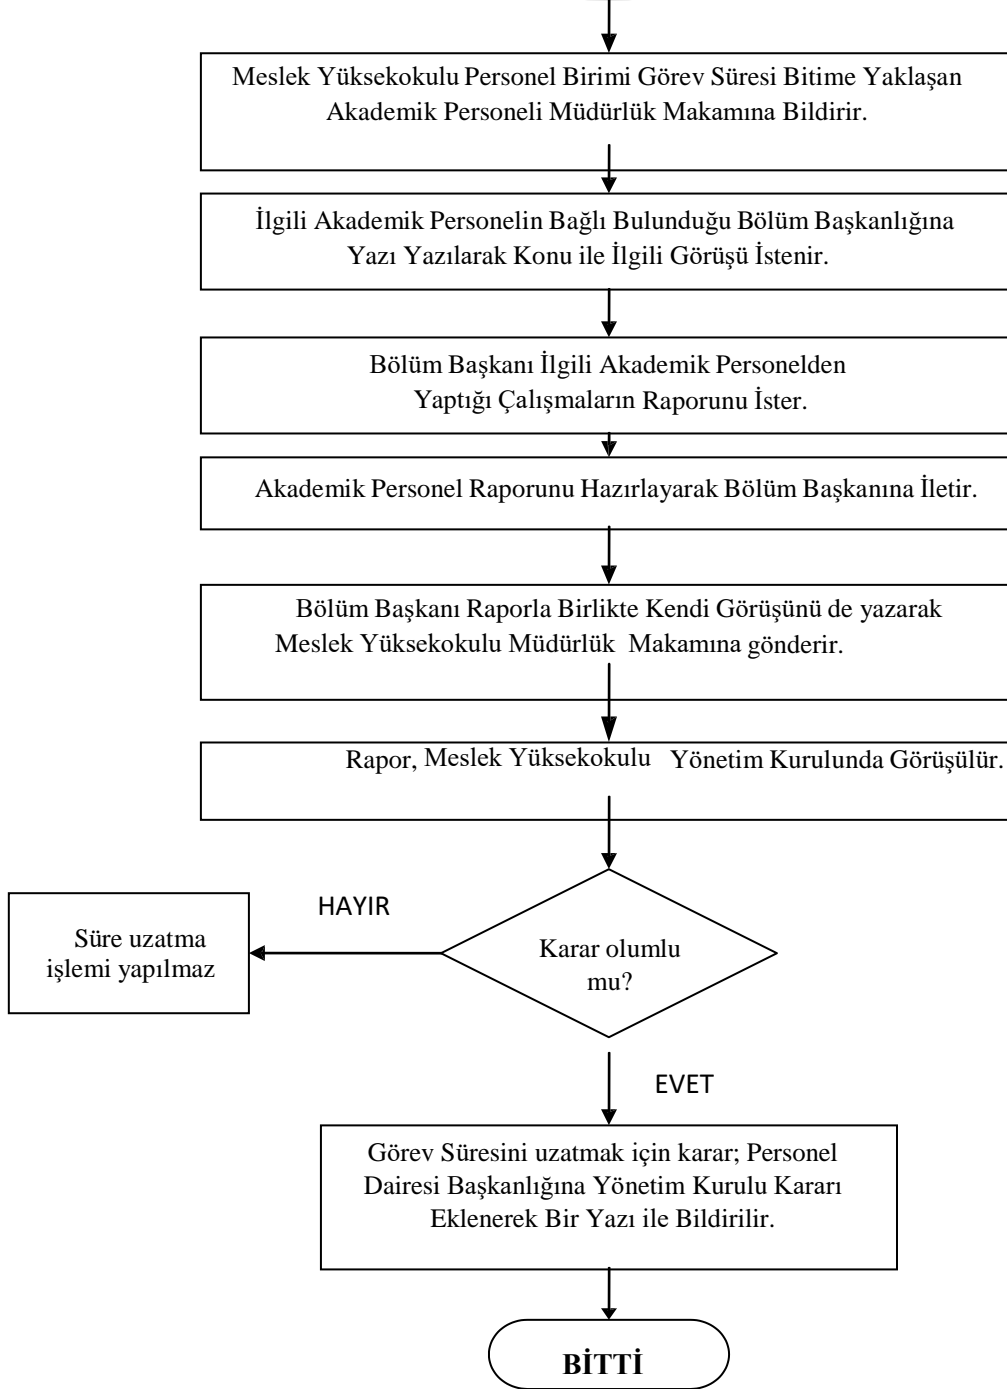 Meslek Yüksekokulu Personel Birimi Görev Süresi Bitime Yaklaşan
Akademik Personeli Müdürlük Makamına Bildirir.
İlgili Akademik Personelin Bağlı Bulunduğu Bölüm Başkanlığına
Yazı Yazılarak Konu ile İlgili Görüşü İstenir.
Bölüm Başkanı İlgili Akademik Personelden
Yaptığı Çalışmaların Raporunu İster.
Akademik Personel Raporunu Hazırlayarak Bölüm Başkanına İletir.
Bölüm Başkanı Raporla Birlikte Kendi Görüşünü de yazarak
Meslek Yüksekokulu Müdürlük Makamına gönderir.
Rapor, Meslek Yüksekokulu Yönetim Kurulunda Görüşülür.
HAYIR
Süre uzatma
işlemi yapılmaz
Karar olumlu
mu?
EVET
Görev Süresini uzatmak için karar; Personel
Dairesi Başkanlığına Yönetim Kurulu Kararı
Eklenerek Bir Yazı ile Bildirilir.
BİTTİ